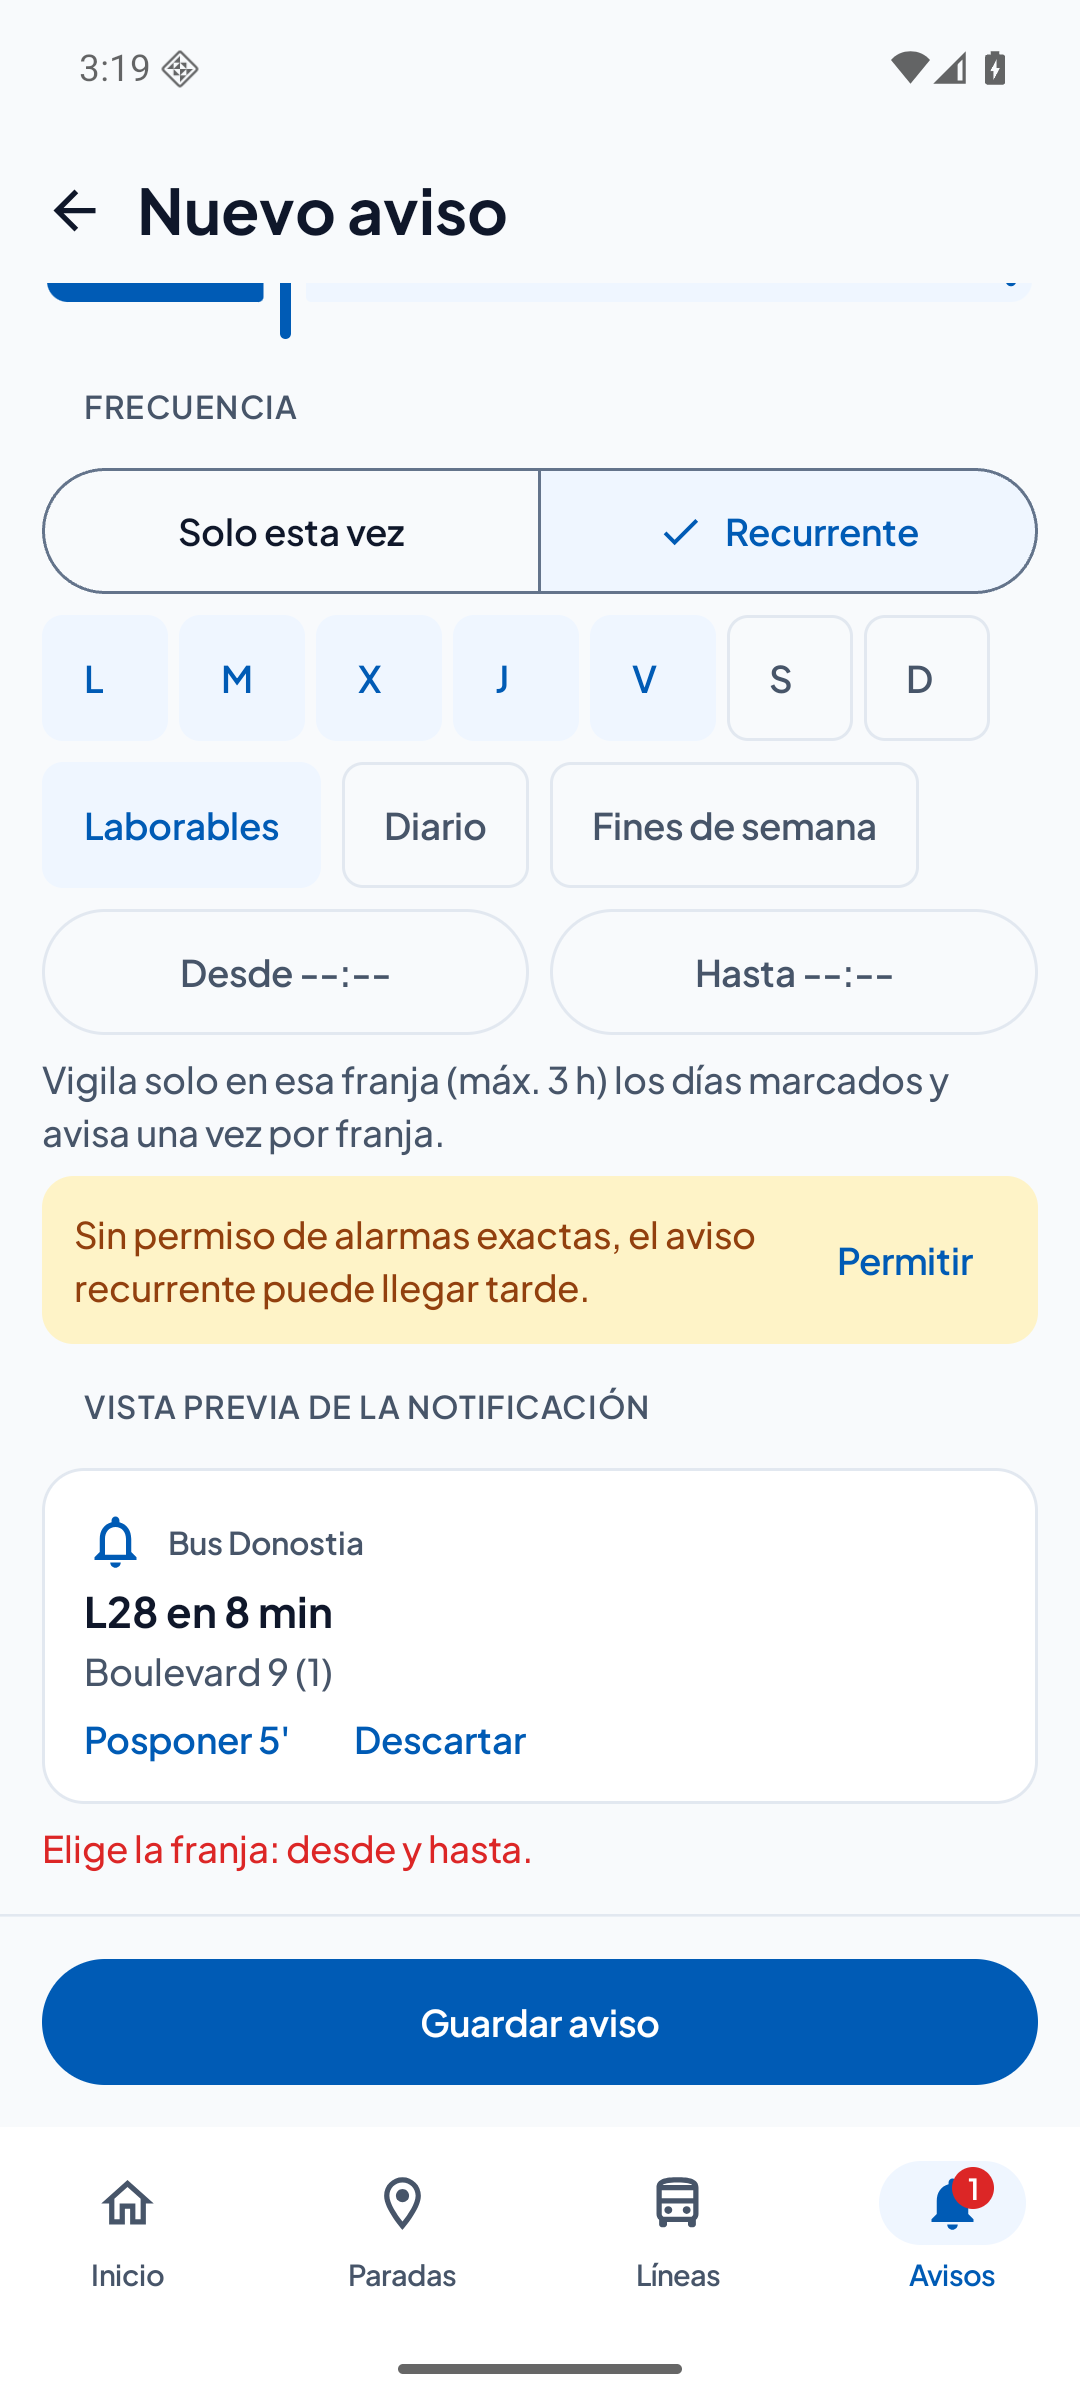 3:19
Nuevo aviso
FRECUENCIA
Solo esta vez
Recurrente
L M X J V S D
Laborables
Diario
Fines de semana
Desde --:--
Hasta --:--
Vigila solo en esa franja (máx. 3 h) los días marcados y
avisa una vez por franja.
Sin permiso de alarmas exactas, el aviso
recurrente puede llegar tarde.
Permitir
VISTA PREVIA DE LA NOTIFICACIÓN
Bus Donostia
L28 en 8 min
Boulevard 9 (1)
Posponer 5'
Descartar
Elige la franja: desde y hasta.
Guardar aviso
1
Inicio
Paradas
Líneas
Avisos